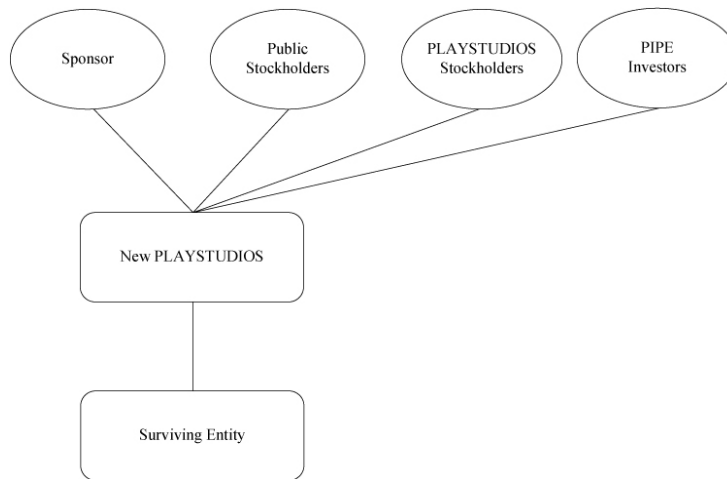 Sponsor
Public
Stockholders
PLAYSTUDIOS
Stockholders
PIPE
Investors
New PLAYSTUDIOS
Surviving Entity